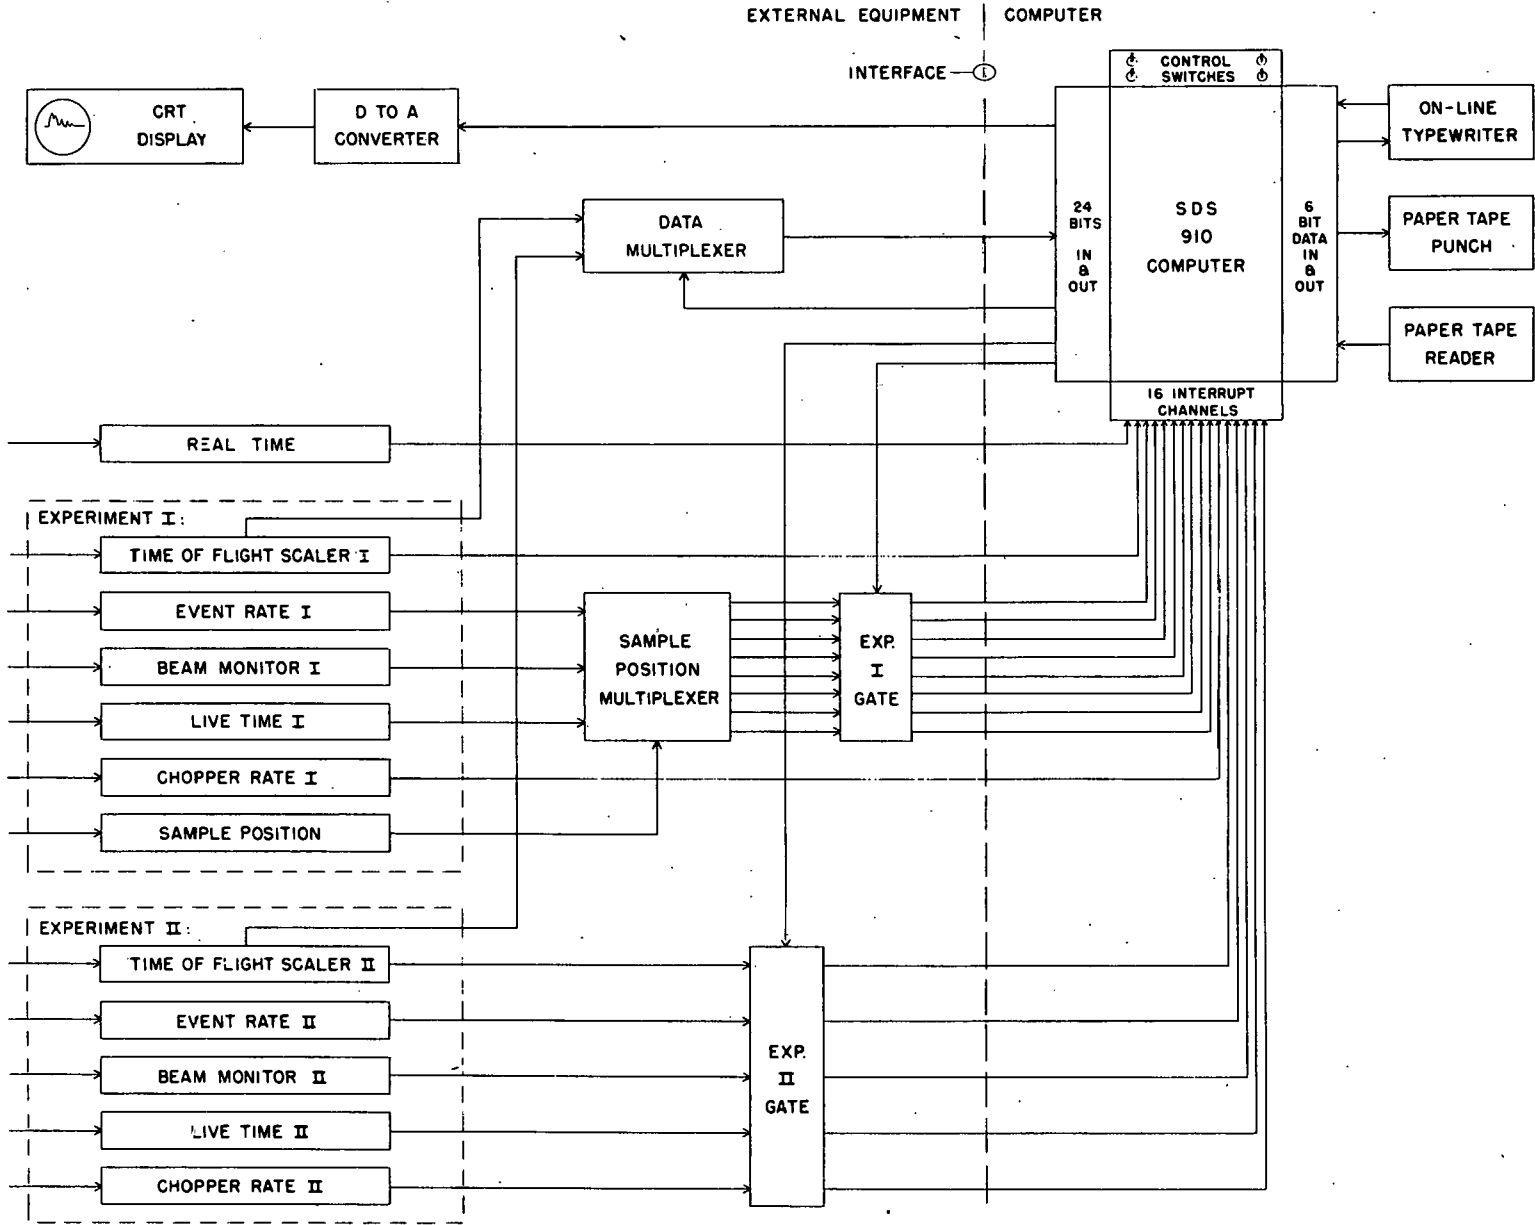 EXTERNAL EQUIPMENT
COMPUTER
INTERFACE
CONTROL
SWITCHES
CRT
DISPLAY
D TO A
CONVERTER
ON-LINE
TYPEWRITER
DATA
MULTIPLEXER
24
BITS
IN
&
OUT
SDS
910
COMPUTER
6
BIT
DATA
IN
&
OUT
PAPER TAPE
PUNCH
PAPER TAPE
READER
16 INTERRUPT
CHANNELS
REAL TIME
EXPERIMENT I:
TIME OF FLIGHT SCALER I
EVENT RATE I
BEAM MONITOR I
LIVE TIME I
CHOPPER RATE I
SAMPLE POSITION
SAMPLE
POSITION
MULTIPLEXER
EXP.
I
GATE
EXPERIMENT II:
TIME OF FLIGHT SCALER II
EVENT RATE II
BEAM MONITOR II
LIVE TIME II
CHOPPER RATE II
EXP.
II
GATE